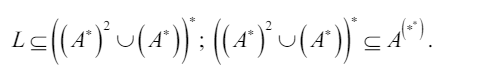 L ⊆ ((A*)² ∪ (A*))*; ((A*)² ∪ (A*))* ⊆ A^(**).